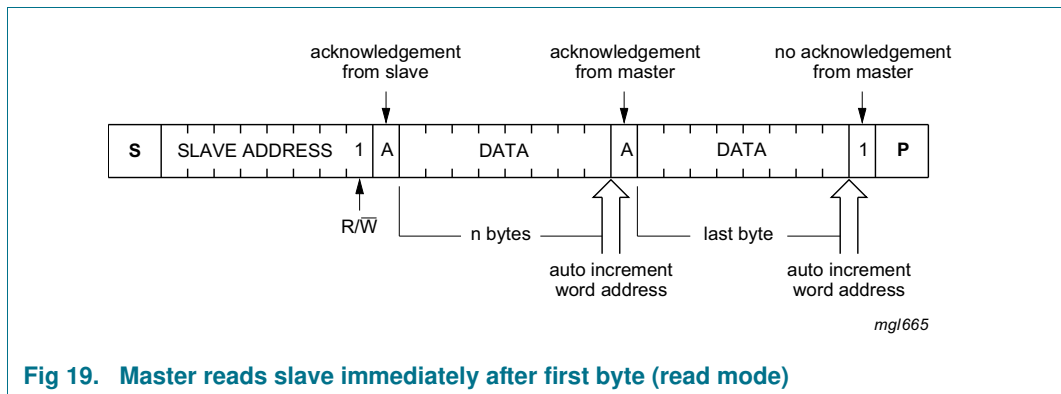 acknowledgement acknowledgement no acknowledgement
from slave from master from master
S SLAVE ADDRESS 1 A DATA A DATA 1 P
R/W̅ n bytes last byte
auto increment auto increment
word address word address
mgl665
Fig 19. Master reads slave immediately after first byte (read mode)